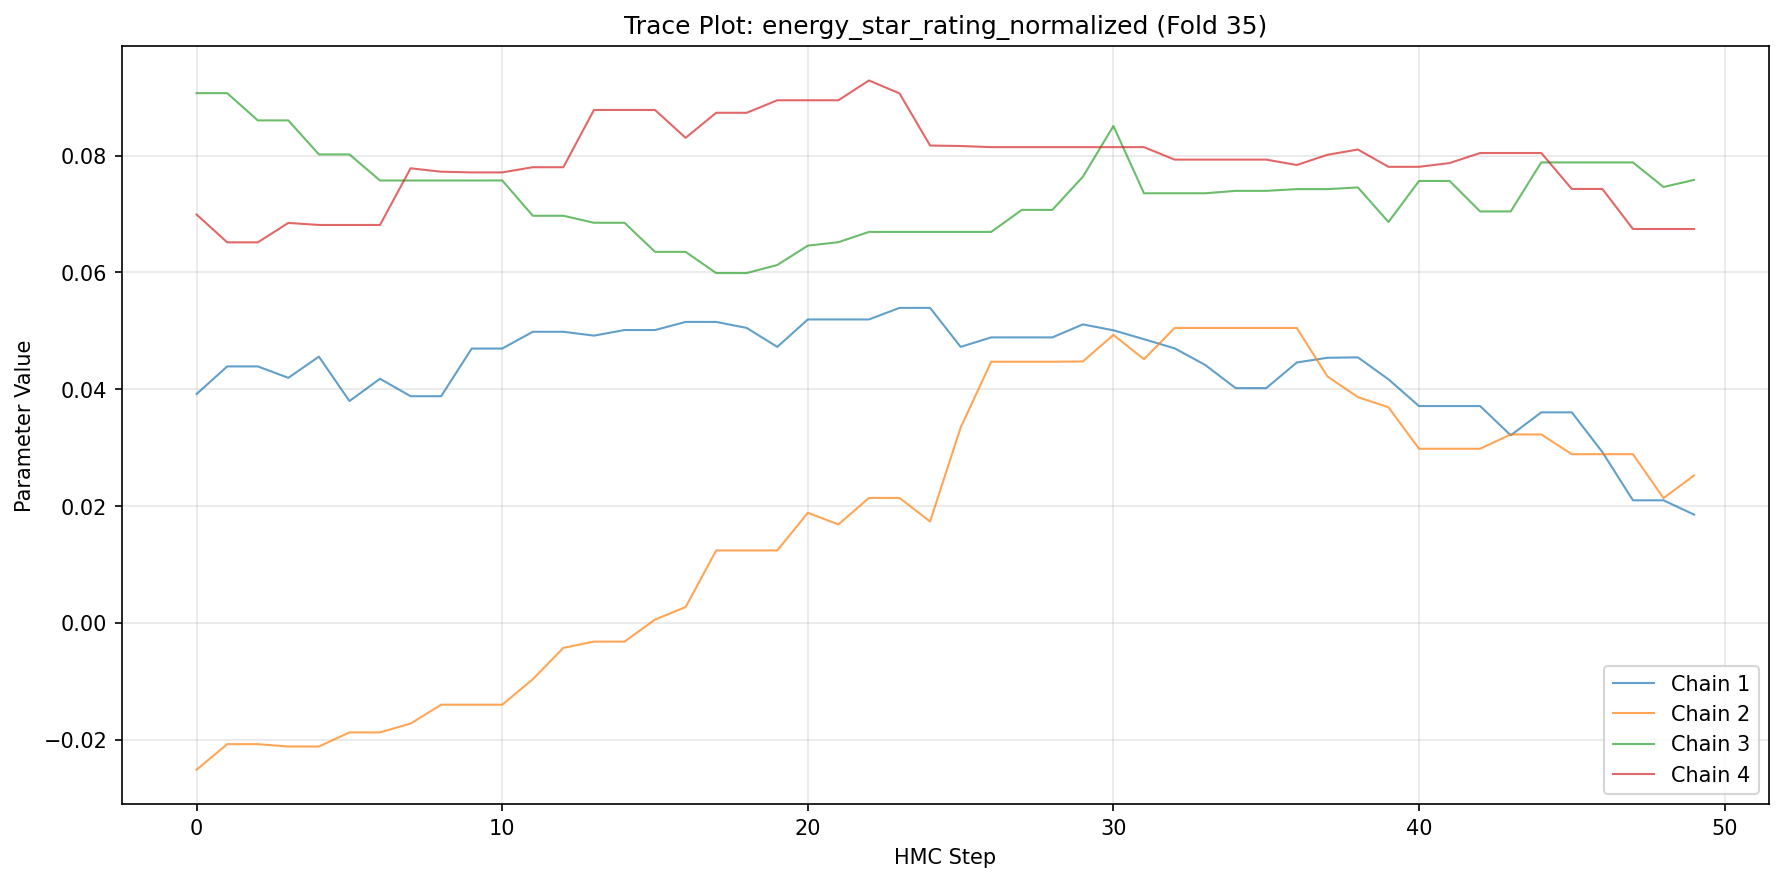 Trace Plot: energy_star_rating_normalized (Fold 35)
Parameter Value
0.08
0.06
0.04
0.02
0.00
−0.02
0 10 20 30 40 50
HMC Step
Chain 1
Chain 2
Chain 3
Chain 4